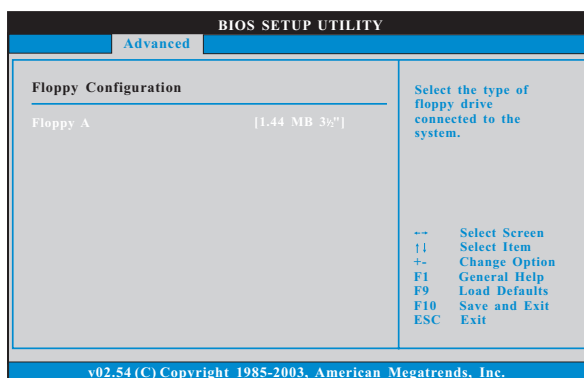 BIOS SETUP UTILITY
Advanced
Floppy Configuration
Floppy A [1.44 MB 3½"]
Select the type of
floppy drive
connected to the
system.
←→ Select Screen
↑↓ Select Item
+- Change Option
F1 General Help
F9 Load Defaults
F10 Save and Exit
ESC Exit
v02.54 (C) Copyright 1985-2003, American Megatrends, Inc.